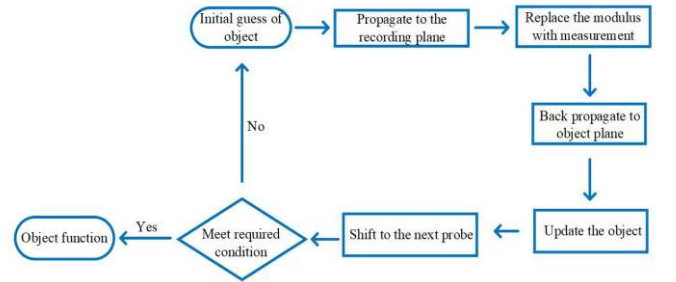 Initial guess of
object
Propagate to the
recording plane
Replace the modulus
with measurement
Back propagate to
object plane
Update the object
Shift to the next probe
Meet required
condition
No
Yes
Object function